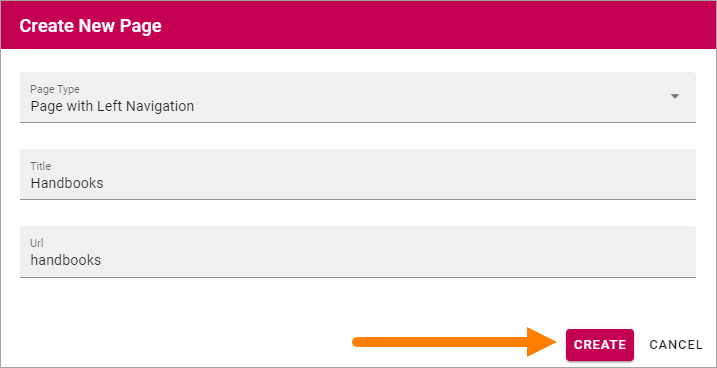 Create New Page
Page Type
Page with Left Navigation
Title
Handbooks
Url
handbooks
CREATE CANCEL